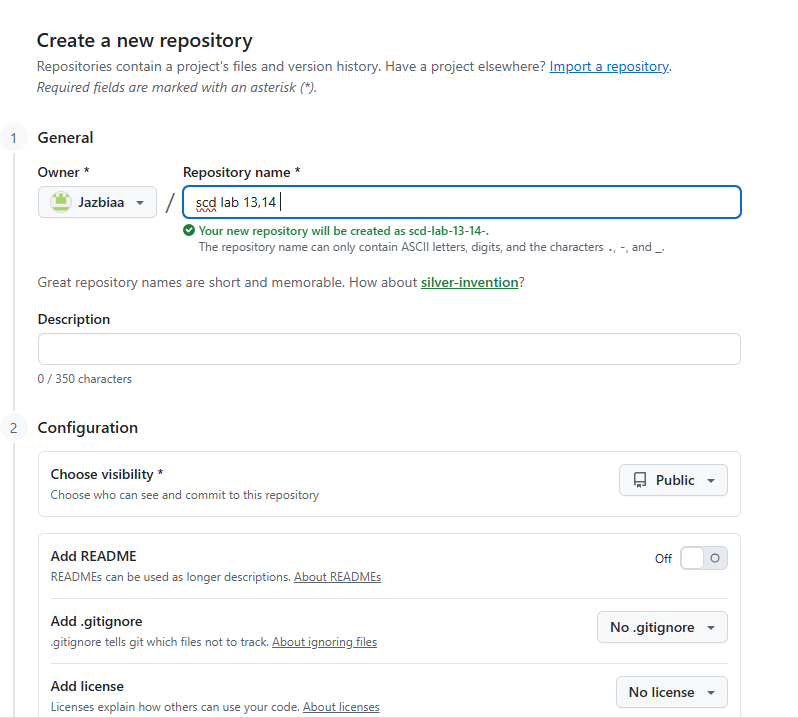 Create a new repository
Repositories contain a project's files and version history. Have a project elsewhere? Import a repository.
Required fields are marked with an asterisk (*).
1 General
Owner * Repository name *
Jazbiaa / scd lab 13,14
Your new repository will be created as scd-lab-13-14-.
The repository name can only contain ASCII letters, digits, and the characters ., -, and _.
Great repository names are short and memorable. How about silver-invention?
Description
0 / 350 characters
2 Configuration
Choose visibility * Public
Choose who can see and commit to this repository
Add README Off
READMEs can be used as longer descriptions. About READMEs
Add .gitignore No .gitignore
.gitignore tells git which files not to track. About ignoring files
Add license No license
Licenses explain how others can use your code. About licenses